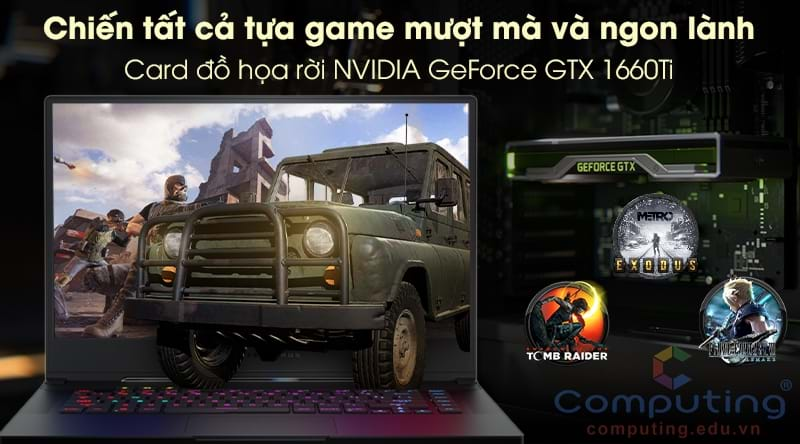 Chiến tất cả tựa game mượt mà và ngon lành
Card đồ họa rời NVIDIA GeForce GTX 1660Ti
GEFORCE GTX
METRO
EXODUS
TOMB RAIDER
Computing®
computing.edu.vn